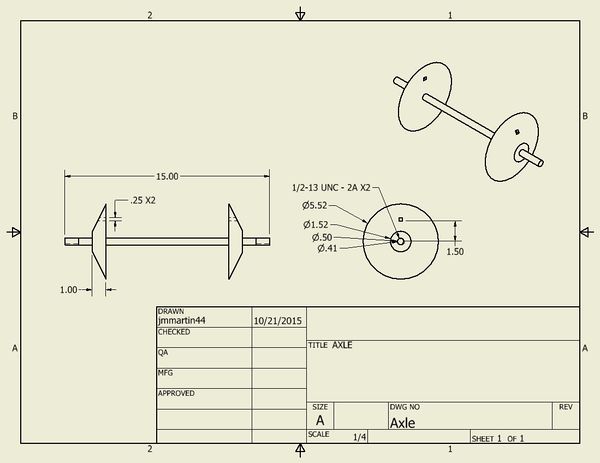 2 1
B B
15.00
.25 X2
1/2-13 UNC - 2A X2
Ø5.52
Ø1.52
Ø.50
Ø.41
1.50
1.00
DRAWN
jmmartin44 10/21/2015
CHECKED
QA
MFG
APPROVED
TITLE AXLE
SIZE
A
DWG NO
Axle
REV
SCALE
1/4
SHEET 1 OF 1
A A
2 1